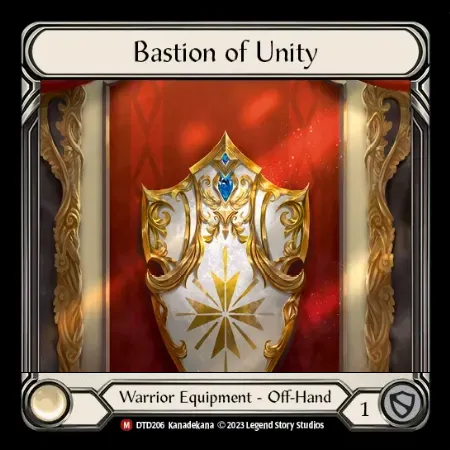 Bastion of Unity
Warrior Equipment - Off-Hand
1
M DTD206 Kanadekana © 2023 Legend Story Studios